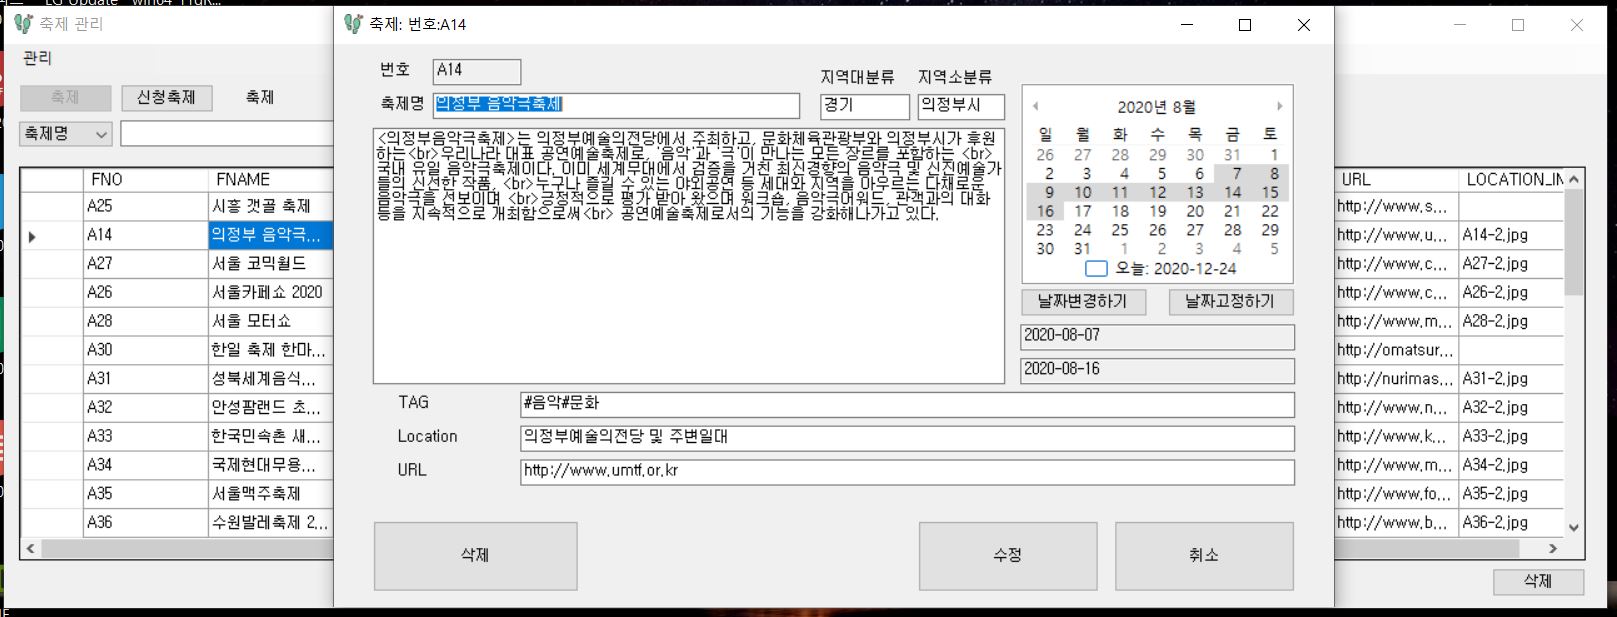 축제 관리
관리
축제
신청축제
축제
축제명
FNO
FNAME
A25
시흥 갯골 축제
A14
의정부 음악극...
A27
서울 코믹월드
A26
서울카페쇼 2020
A28
서울 모터쇼
A30
한일 축제 한마...
A31
성북세계음식...
A32
안성팜랜드 초...
A33
한국민속촌 새...
A34
국제현대무용...
A35
서울맥주축제
A36
수원발레축제 2...
축제: 번호:A14
번호
A14
축제명
의정부 음악극축제
지역대분류
지역소분류
경기
의정부시
<의정부음악극축제>는 의정부예술의전당에서 주최하고, 문화체육관광부와 의정부시가 후원
하는<br>우리나라 대표 공연예술축제로, '음악'과 '극'이 만나는 모든 장르를 포함하는 <br>
국내 유일 음악극축제이다. 이미 세계무대에서 검증을 거친 최신경향의 음악극 및 신진예술가
들의 신선한 작품, <br>누구나 즐길 수 있는 야외공연 등 세대와 지역을 아우르는 다채로운
음악극을 선보이며 <br>긍정적으로 평가 받아 왔으며 워크숍, 음악극어워드, 관객과의 대화
등을 지속적으로 개최함으로써<br> 공연예술축제로서의 기능을 강화해나가고 있다.
2020년 8월
일 월 화 수 목 금 토
26 27 28 29 30 31 1
2 3 4 5 6 7 8
9 10 11 12 13 14 15
16 17 18 19 20 21 22
23 24 25 26 27 28 29
30 31 1 2 3 4 5
오늘: 2020-12-24
날짜변경하기
날짜고정하기
2020-08-07
2020-08-16
TAG
#음악#문화
Location
의정부예술의전당 및 주변일대
URL
http://www.umtf.or.kr
삭제
수정
취소
URL
LOCATION_IN
http://www.s...
http://www.u...
A14-2.jpg
http://www.c...
A27-2.jpg
http://www.c...
A26-2.jpg
http://www.m...
A28-2.jpg
http://omatsur...
http://nurimas...
A31-2.jpg
http://www.n...
A32-2.jpg
http://www.k...
A33-2.jpg
http://www.m...
A34-2.jpg
http://www.fo...
A35-2.jpg
http://www.b...
A36-2.jpg
삭제